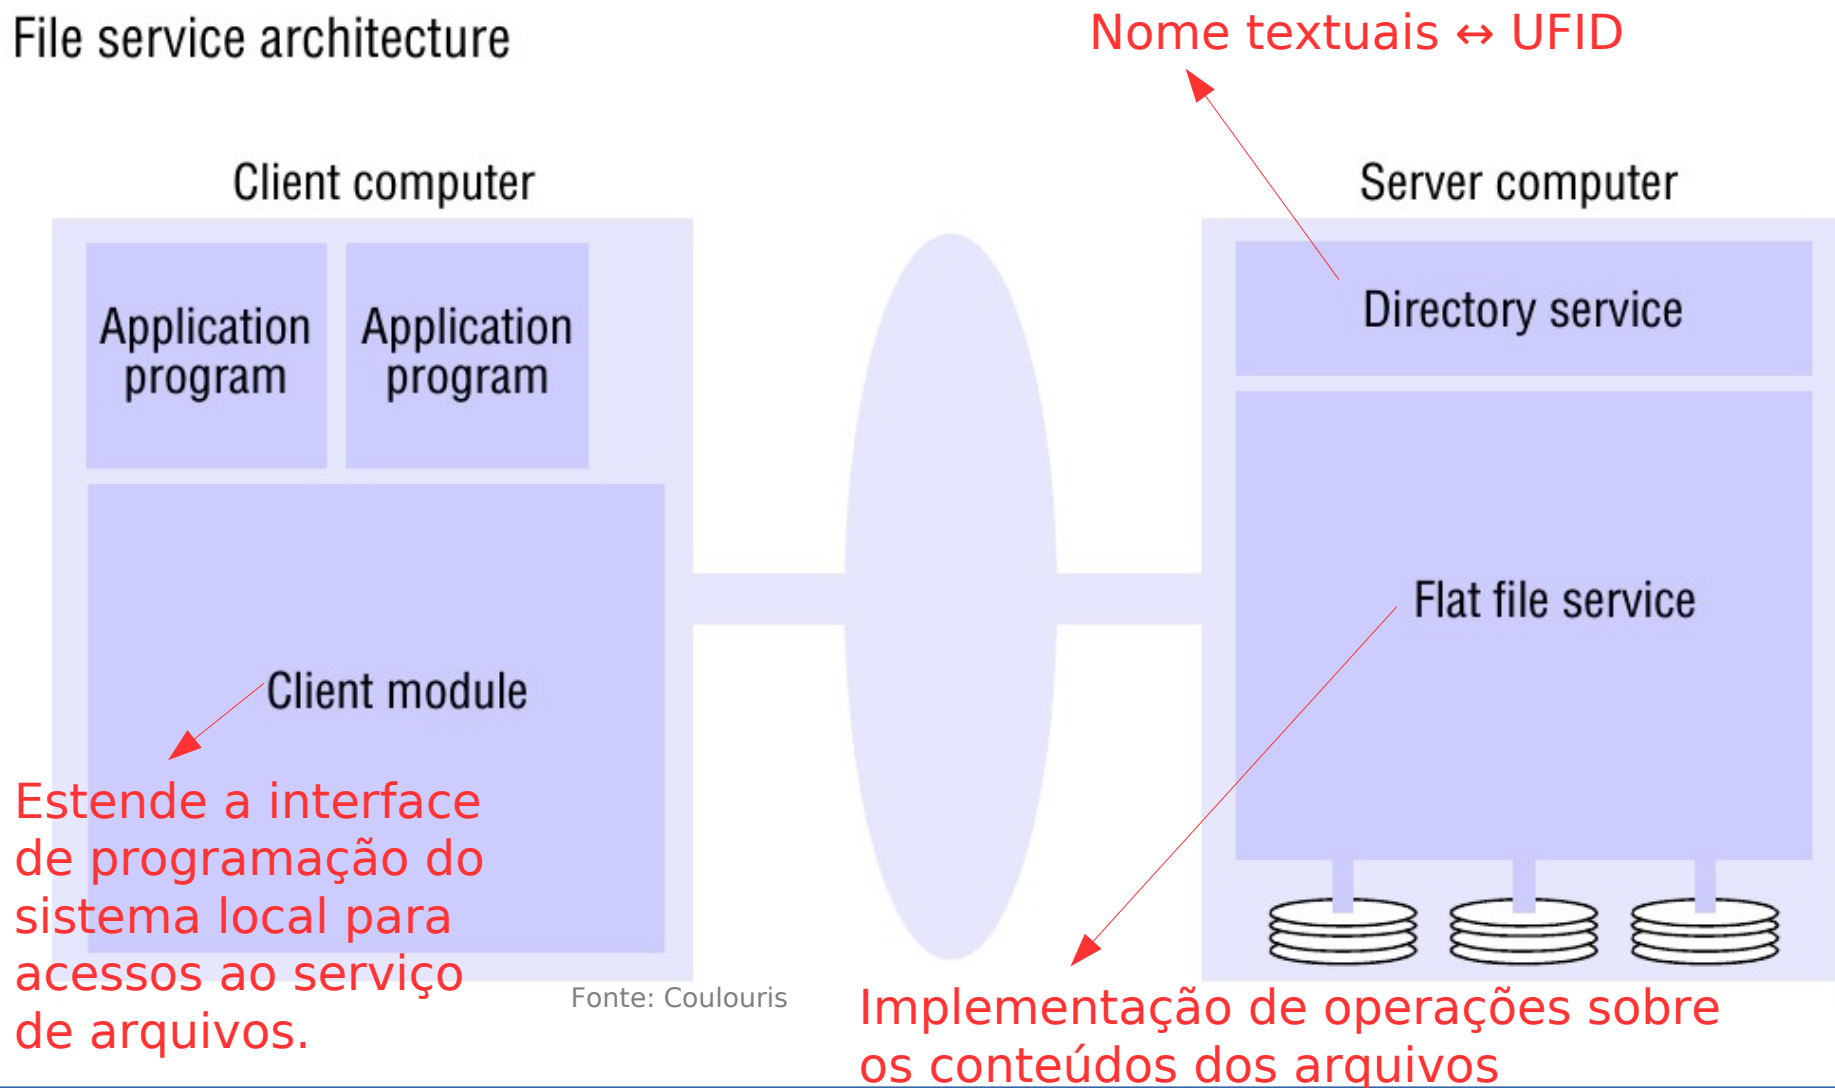 File service architecture
Nome textuais ↔ UFID
Client computer
Server computer
Application
program
Application
program
Directory service
Flat file service
Client module
Estende a interface
de programação do
sistema local para
acessos ao serviço
de arquivos.
Fonte: Coulouris
Implementação de operações sobre
os conteúdos dos arquivos